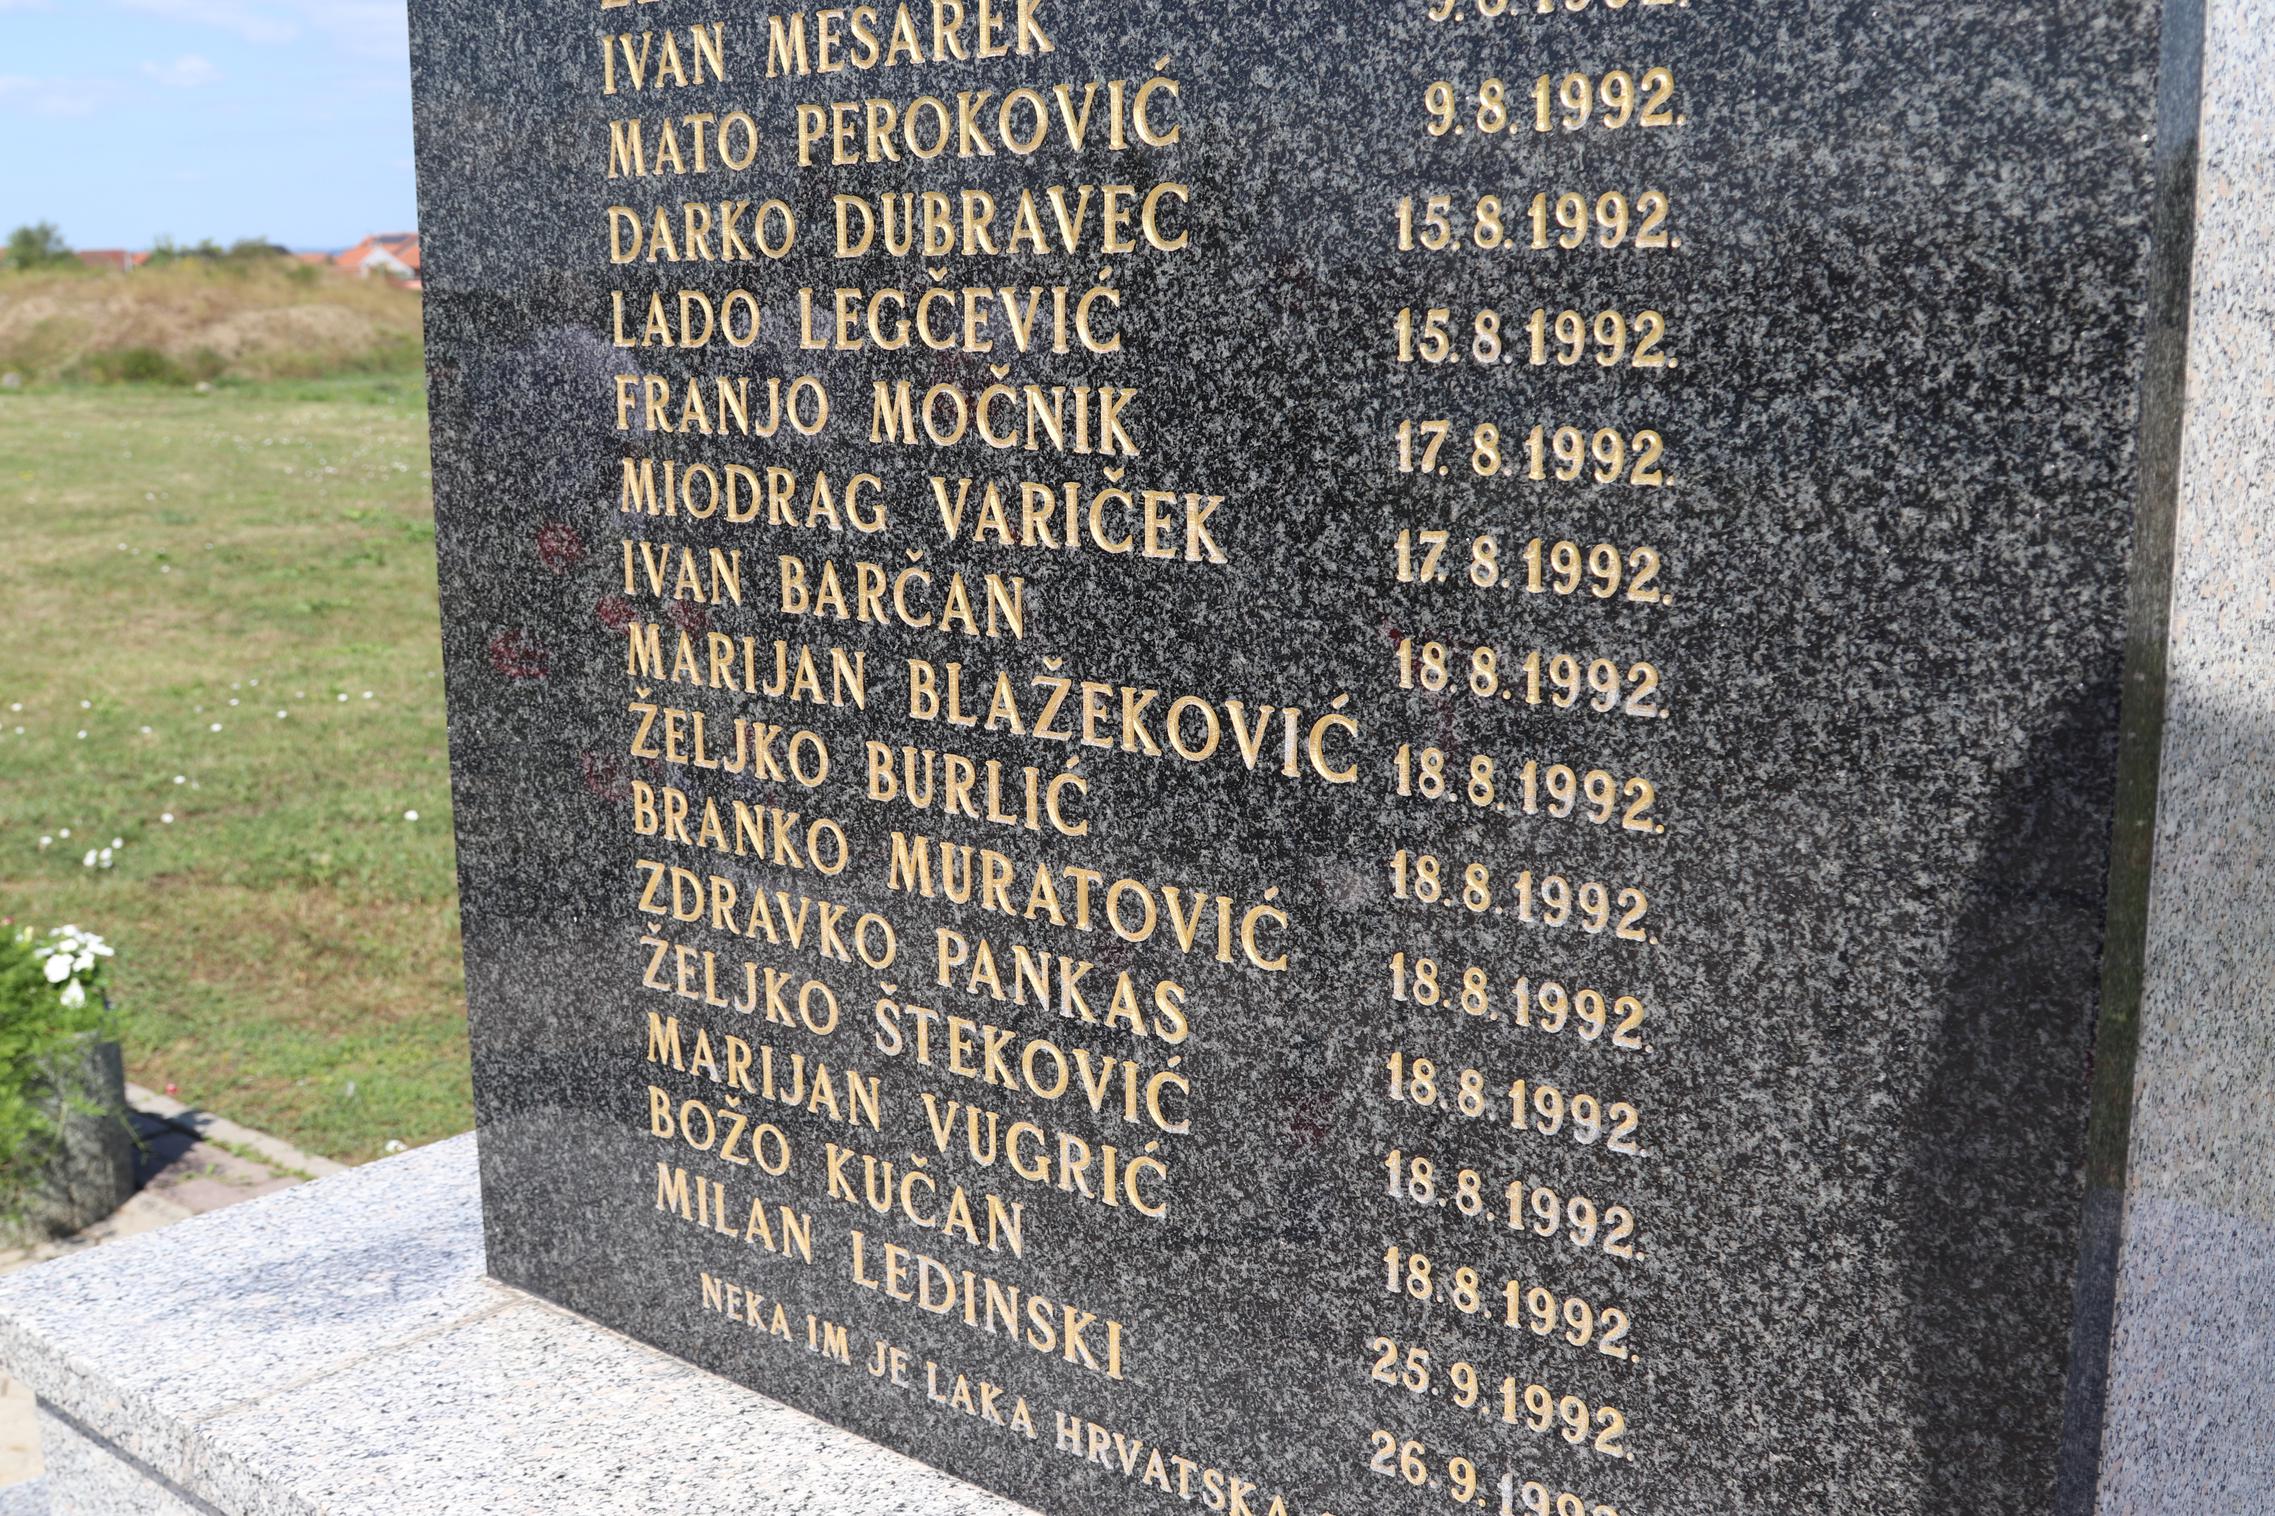 IVAN MESAREK 9.8.1992.
MATO PEROKOVIĆ 9.8.1992.
DARKO DUBRAVEC 15.8.1992.
LADO LEGČEVIĆ 15.8.1992.
FRANJO MOČNIK 17.8.1992.
MIODRAG VARIČEK 17.8.1992.
IVAN BARČAN 18.8.1992.
MARIJAN BLAŽEKOVIĆ 18.8.1992.
ŽELJKO BURLIĆ 18.8.1992.
BRANKO MURATOVIĆ 18.8.1992.
ZDRAVKO PANKAS 18.8.1992.
ŽELJKO ŠTEKOVIĆ 18.8.1992.
MARIJAN VUGRIĆ 18.8.1992.
BOŽO KUČAN 25.9.1992.
MILAN LEDINSKI 26.9.1992
NEKA IM JE LAKA HRVATSKA